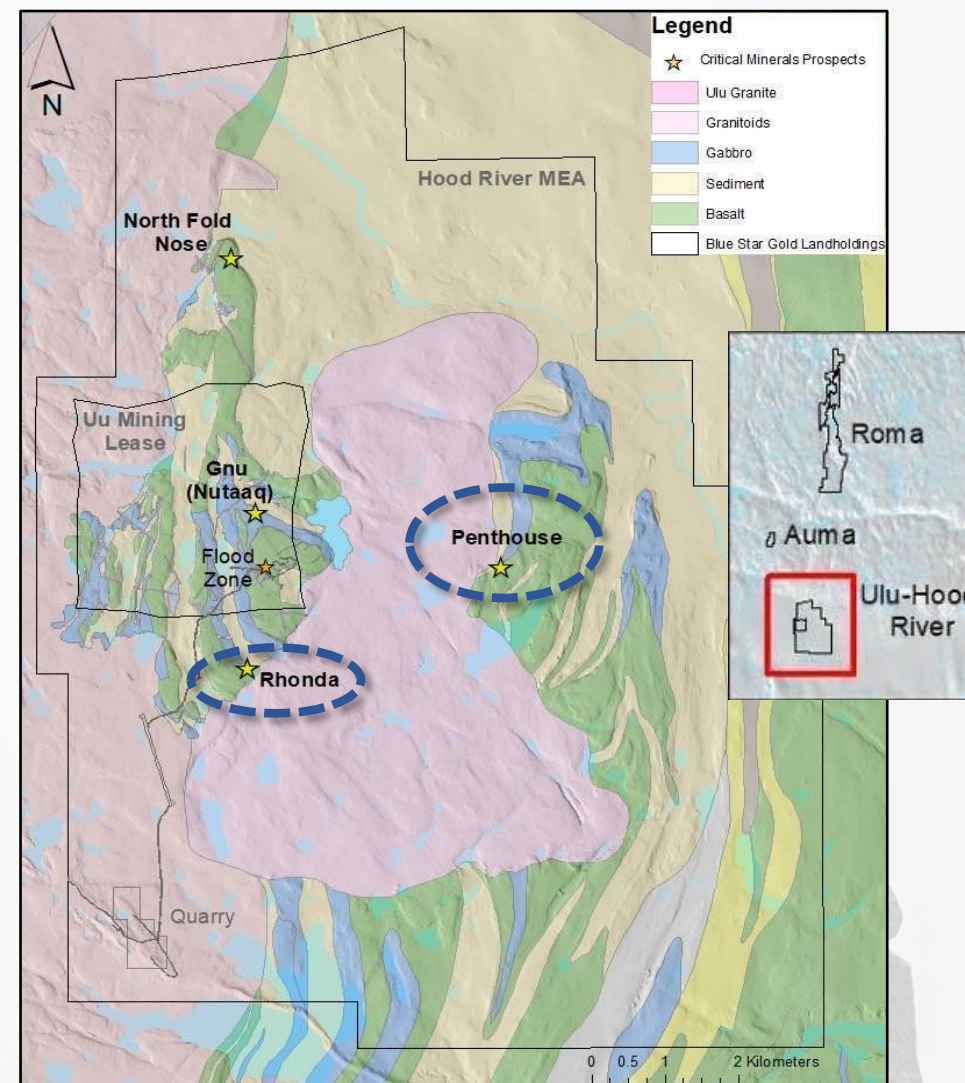 Legend
Critical Minerals Prospects
Ulu Granite
Granitoids
Gabbro
Sediment
Basalt
Blue Star Gold Landholdings
N
Hood River MEA
North Fold
Nose
Uu Mining
Lease
Gnu
(Nutaaq)
Flood
Zone
Penthouse
Rhonda
Quarry
Roma
Auma
Ulu-Hood
River
0 0.5 1 2 Kilometers